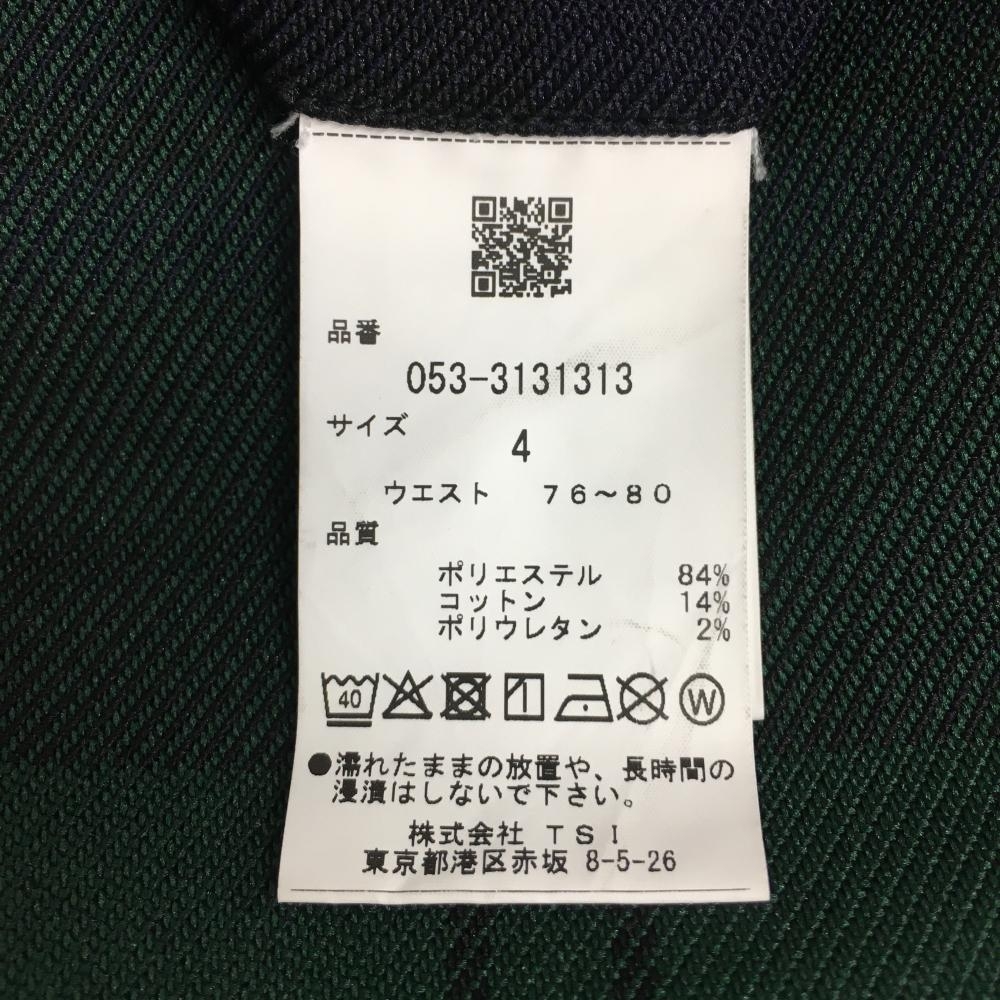 品番
053-3131313
サイズ
4
ウエスト 76~80
品質
ポリエステル 84%
コットン 14%
ポリウレタン 2%
40
W
●濡れたままの放置や、長時間の
浸漬はしないで下さい。
株式会社 TSI
東京都港区赤坂 8-5-26